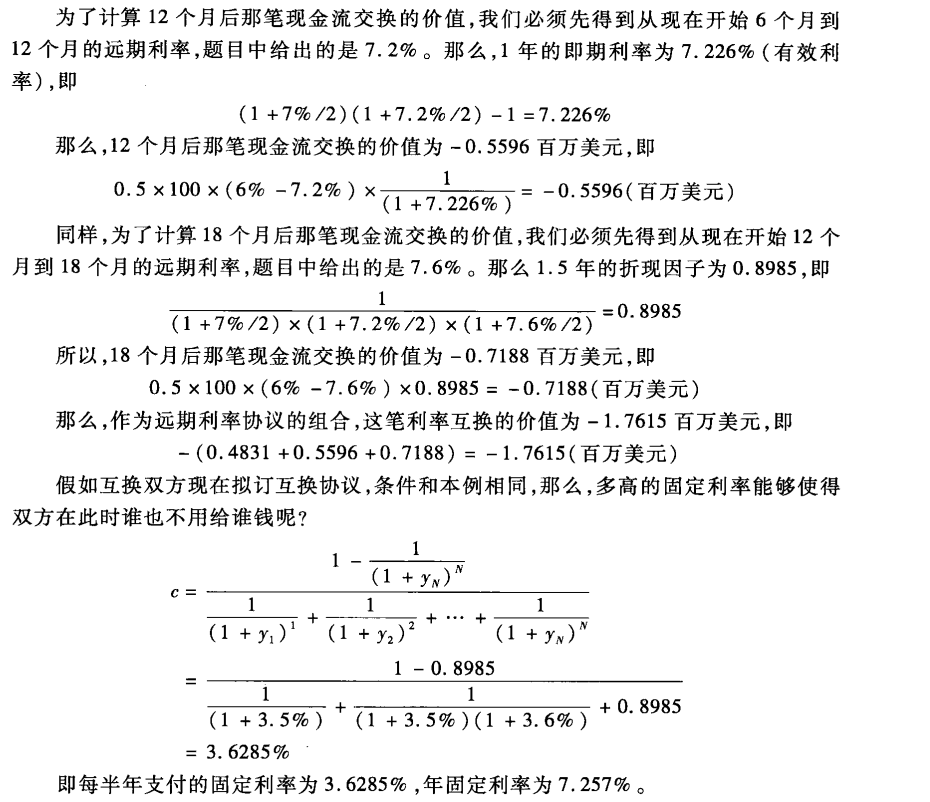 为了计算 12 个月后那笔现金流交换的价值,我们必须先得到从现在开始 6 个月到
12 个月的远期利率,题目中给出的是 7.2%。那么,1 年的即期利率为 7.226%(有效利
率),即
(1+7%/2)(1+7.2%/2)-1=7.226%
那么,12 个月后那笔现金流交换的价值为 -0.5596 百万美元,即
0.5×100×(6%-7.2%)×1/(1+7.226%)=-0.5596(百万美元)
同样,为了计算 18 个月后那笔现金流交换的价值,我们必须先得到从现在开始 12 个
月到 18 个月的远期利率,题目中给出的是 7.6%。那么 1.5 年的折现因子为 0.8985,即
1/((1+7%/2)×(1+7.2%/2)×(1+7.6%/2))=0.8985
所以,18 个月后那笔现金流交换的价值为 -0.7188 百万美元,即
0.5×100×(6%-7.6%)×0.8985=-0.7188(百万美元)
那么,作为远期利率协议的组合,这笔利率互换的价值为 -1.7615 百万美元,即
-(0.4831+0.5596+0.7188)=-1.7615(百万美元)
假如互换双方现在拟订互换协议,条件和本例相同,那么,多高的固定利率能够使得
双方在此时谁也不用给谁钱呢?
c = (1 - 1/(1+y_N)^N) / (1/(1+y_1)^1 + 1/(1+y_2)^2 + ⋯ + 1/(1+y_N)^N)
= (1-0.8985) / (1/(1+3.5%) + 1/((1+3.5%)(1+3.6%)) + 0.8985)
= 3.6285%
即每半年支付的固定利率为 3.6285%,年固定利率为 7.257%。